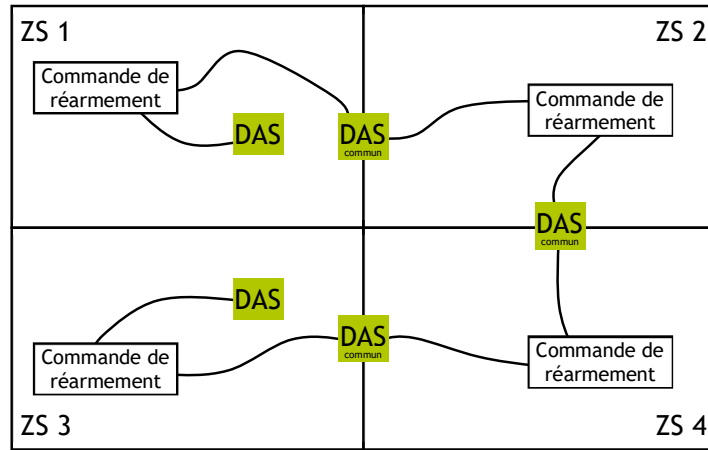 ZS 1
ZS 2
Commande de
réarmement
Commande de
réarmement
DAS
DAS
commun
DAS
commun
DAS
DAS
commun
Commande de
réarmement
Commande de
réarmement
ZS 3
ZS 4